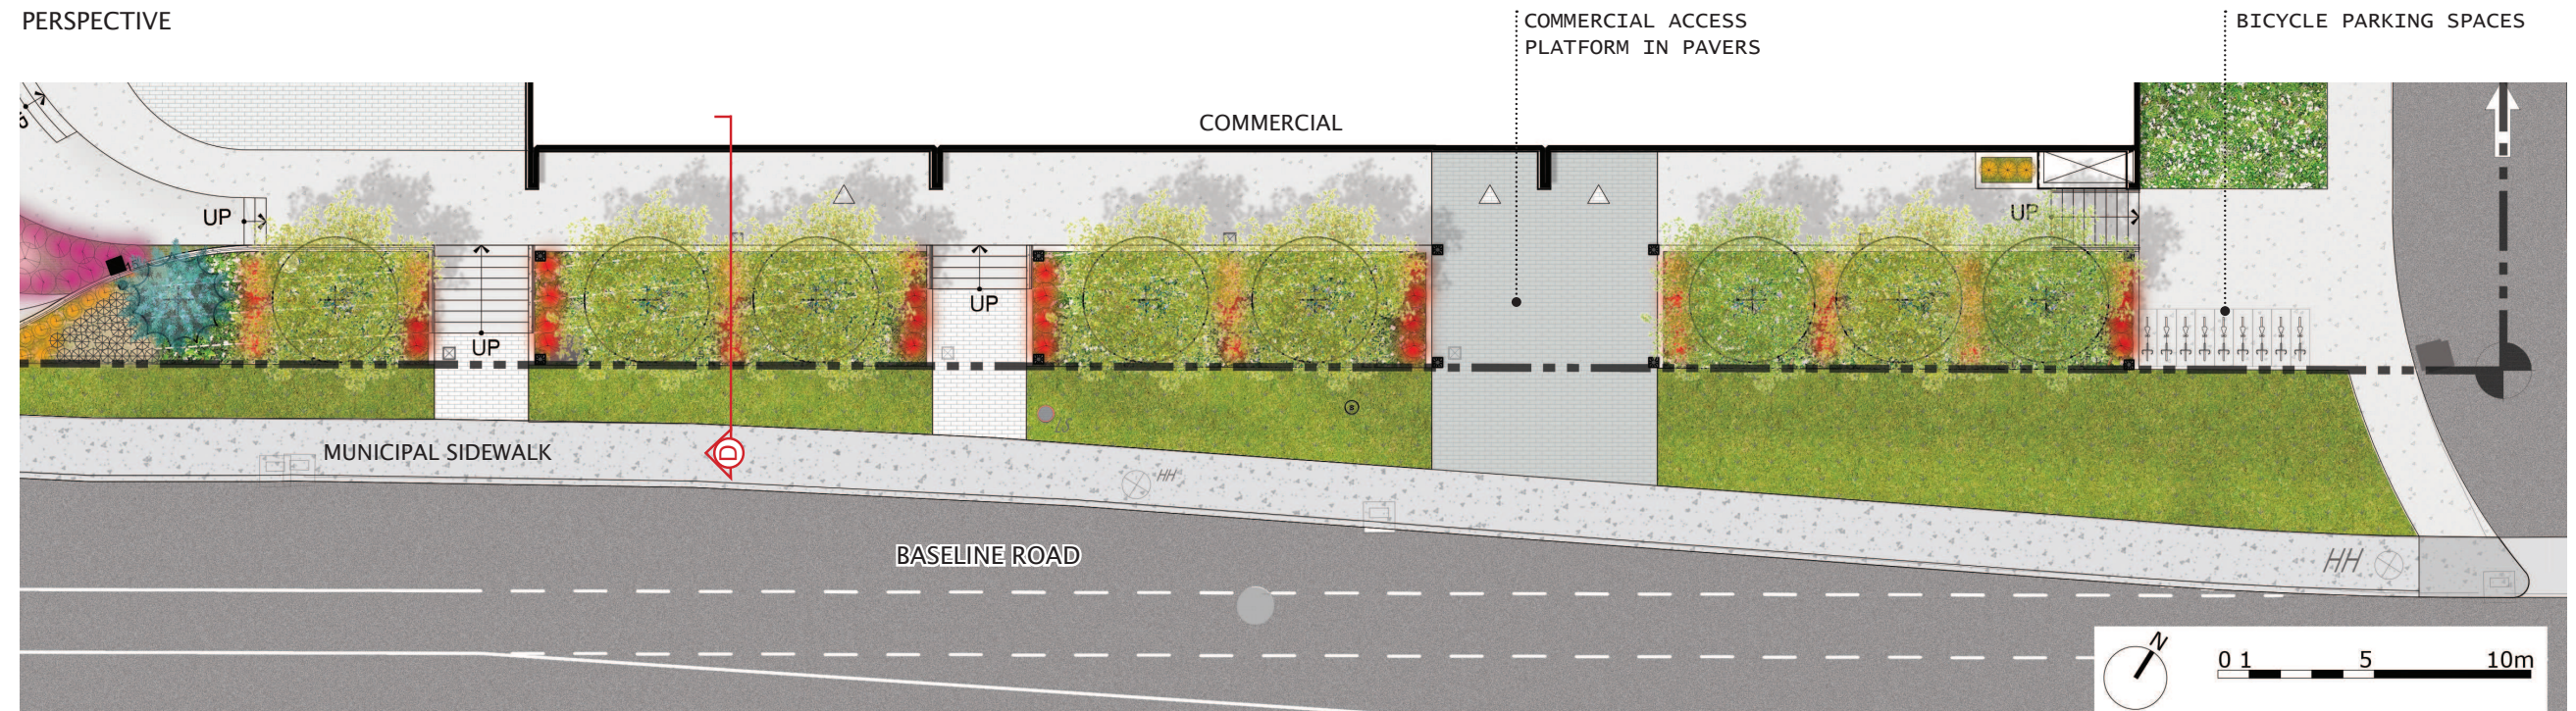 PERSPECTIVE
COMMERCIAL ACCESS
PLATFORM IN PAVERS
BICYCLE PARKING SPACES
COMMERCIAL
UP
UP
UP
UP
MUNICIPAL SIDEWALK
D
HH
S
BASELINE ROAD
HH
N
0 1 5 10m